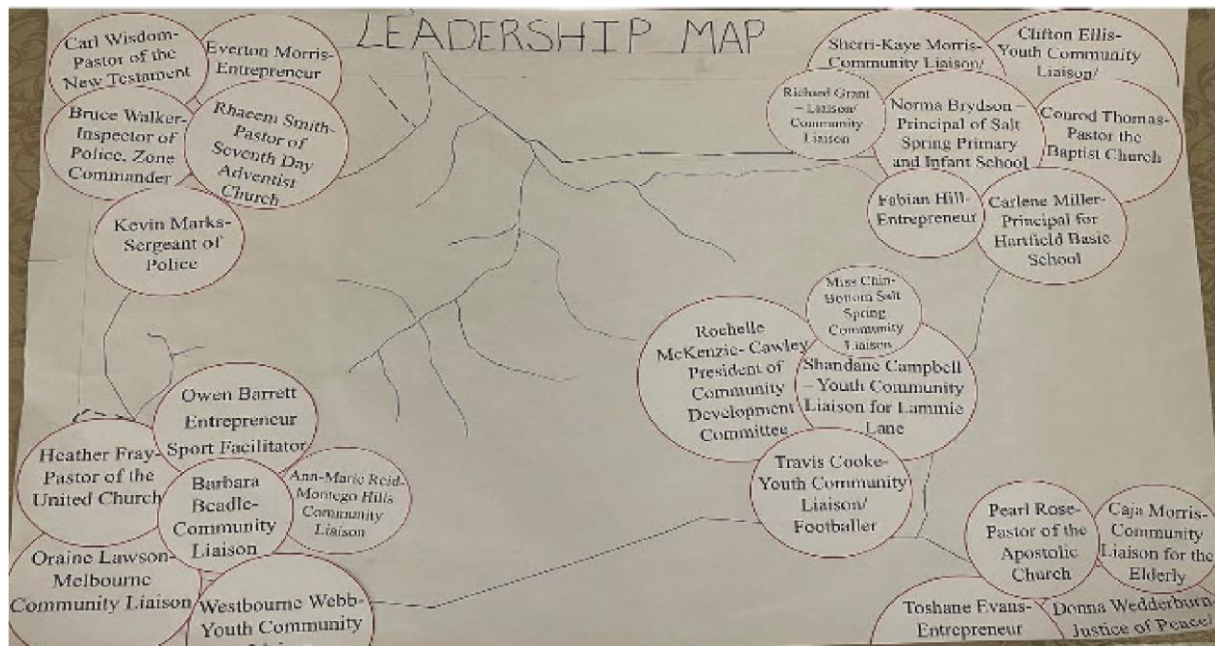 LEADERSHIP MAP
Carl Wisdom-
Pastor of the
New Testament
Everton Morris-
Entrepreneur
Bruce Walker-
Inspector of
Police, Zone
Commander
Rhaeem Smith-
Pastor of
Seventh Day
Adventist
Church
Kevin Marks-
Sergeant of
Police
Sherri-Kaye Morris-
Community Liaison/
Clifton Ellis-
Youth Community
Liaison/
Richard Grant
– Liaison/
Community
Liaison
Norma Brydson –
Principal of Salt
Spring Primary
and Infant School
Conrod Thomas-
Pastor the
Baptist Church
Fabian Hill-
Entrepreneur
Carlene Miller-
Principal for
Hartfield Basic
School
Miss Chin-
Bottom Salt
Spring
Community
Liaison
Rochelle
McKenzie- Cawley
President of
Community
Development
Committee
Shandane Campbell
– Youth Community
Liaison for Lammie
Lane
Travis Cooke-
Youth Community
Liaison/
Footballer
Owen Barrett
Entrepreneur
Sport Facilitator
Heather Fray-
Pastor of the
United Church
Barbara
Beadle-
Community
Liaison
Ann-Marie Reid-
Montego Hills
Community
Liaison
Oraine Lawson-
Melbourne
Community Liaison
Westbourne Webb-
Youth Community
Pearl Rose-
Pastor of the
Apostolic
Church
Caja Morris-
Community
Liaison for the
Elderly
Toshane Evans-
Entrepreneur
Donna Wedderburn-
Justice of Peace/